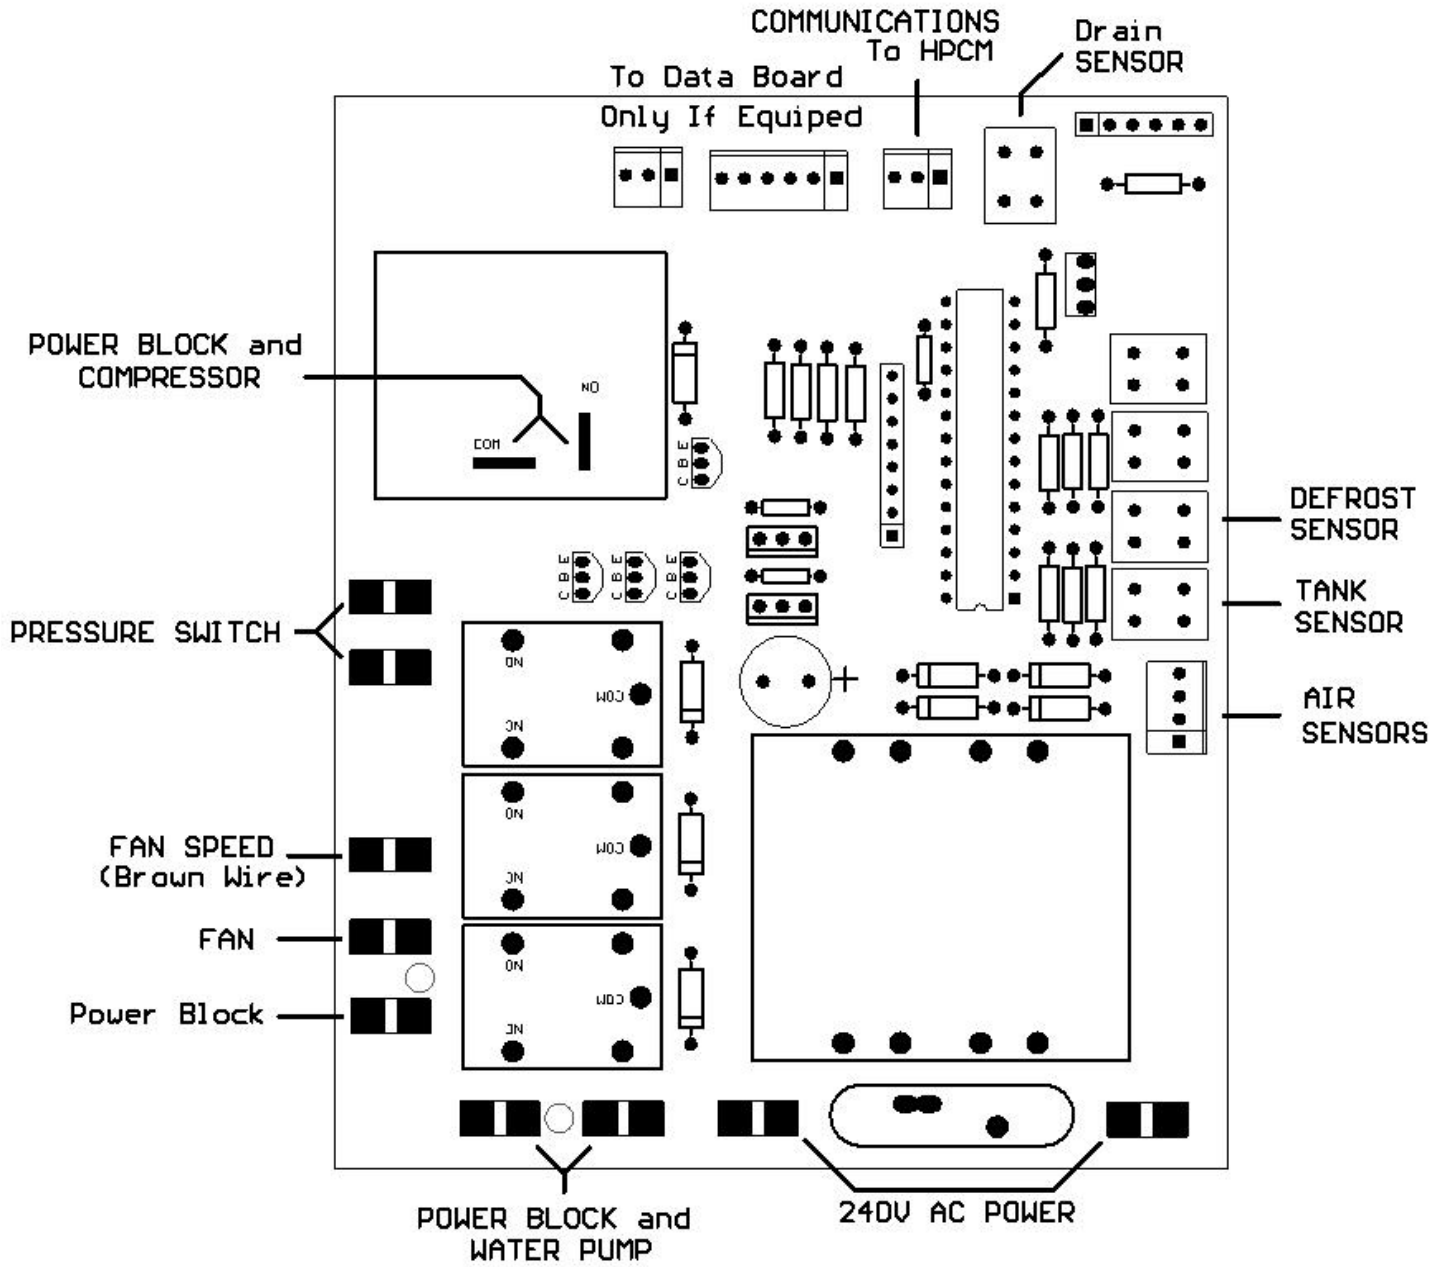 COMMUNICATIONS
To HPCM
Drain
SENSOR
To Data Board
Only If Equiped
POWER BLOCK and
COMPRESSOR
NO
COM
E
B
C
DEFROST
SENSOR
E
B
C
E
B
C
E
B
C
TANK
SENSOR
PRESSURE SWITCH
NO
COM
NC
+
AIR
SENSORS
NO
COM
NC
FAN SPEED
(Brown Wire)
FAN
NO
COM
NC
Power Block
POWER BLOCK and
WATER PUMP
240V AC POWER